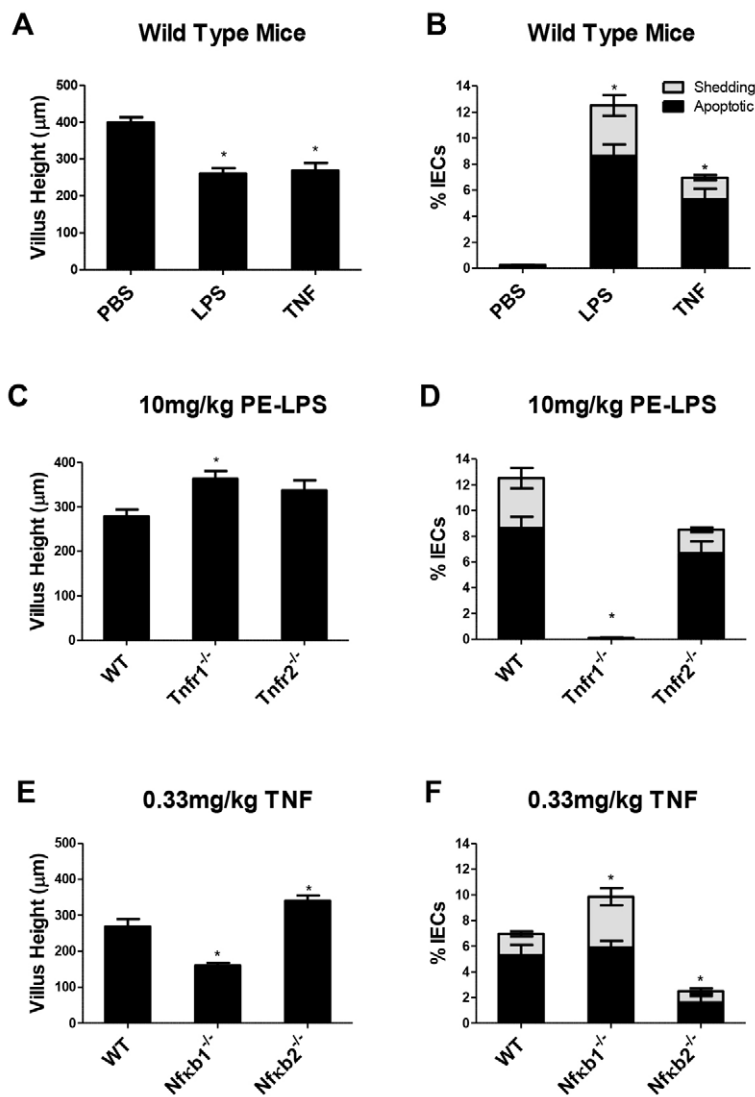 A
Wild Type Mice
Villus Height (μm)
500
400
300
200
100
0
*
*
PBS
LPS
TNF
B
Wild Type Mice
% IECs
14
12
10
8
6
4
2
0
*
*
Shedding
Apoptotic
PBS
LPS
TNF
C
10mg/kg PE-LPS
Villus Height (μm)
400
300
200
100
0
*
WT
Tnfr1-/-
Tnfr2-/-
D
10mg/kg PE-LPS
% IECs
14
12
10
8
6
4
2
0
*
WT
Tnfr1-/-
Tnfr2-/-
E
0.33mg/kg TNF
Villus Height (μm)
500
400
300
200
100
0
*
*
WT
Nfκb1-/-
Nfκb2-/-
F
0.33mg/kg TNF
% IECs
14
12
10
8
6
4
2
0
*
*
WT
Nfκb1-/-
Nfκb2-/-